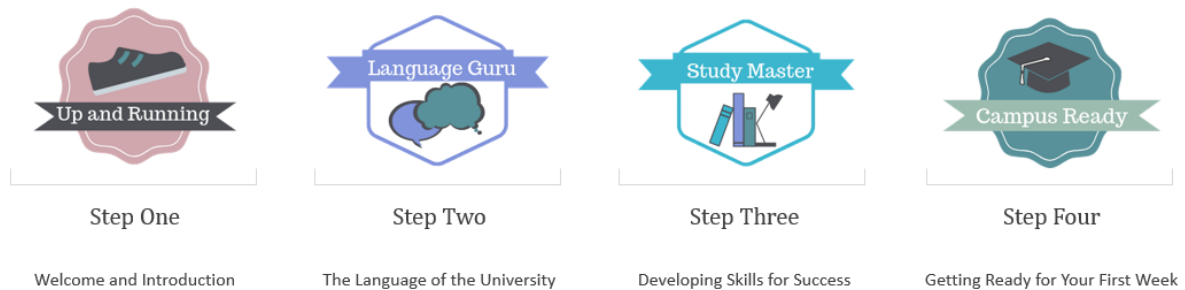 Up and Running
Language Guru
Study Master
Campus Ready
Step One
Step Two
Step Three
Step Four
Welcome and Introduction
The Language of the University
Developing Skills for Success
Getting Ready for Your First Week